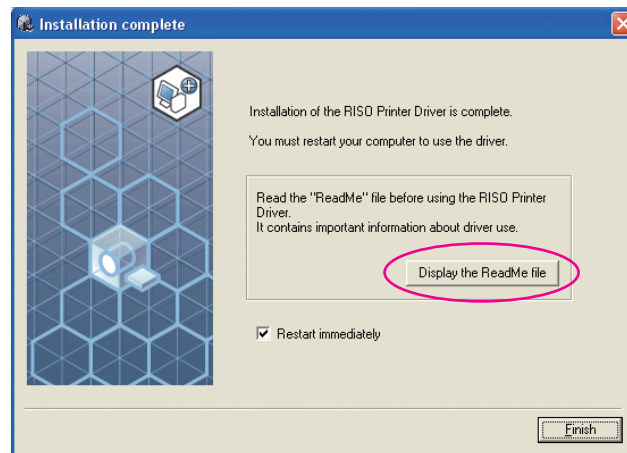 Installation complete
Installation of the RISO Printer Driver is complete.
You must restart your computer to use the driver.
Read the "ReadMe" file before using the RISO Printer
Driver.
It contains important information about driver use.
Display the ReadMe file
Restart immediately
Finish